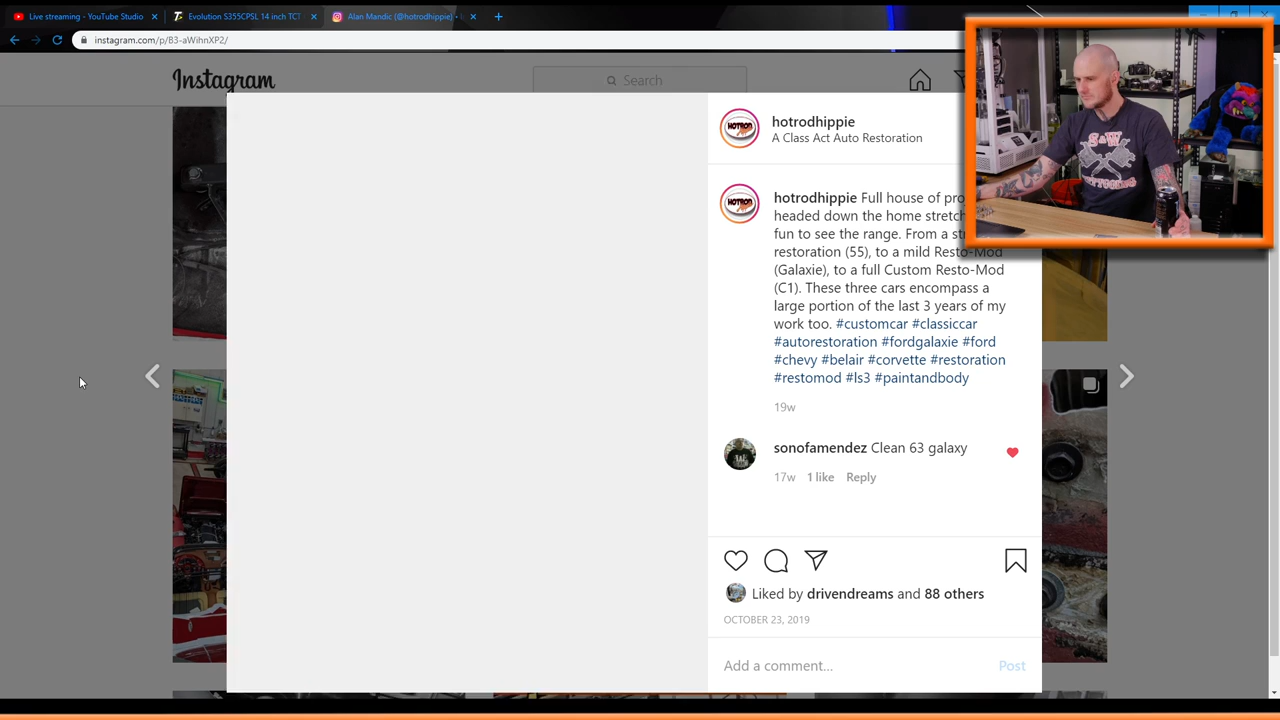 Live streaming - YouTube Studio
Evolution S355CPSL 14 inch TCT
Alan Mandic (@hotrodhippie) •
instagram.com/p/B3-aWihnXP2/
Instagram
Search
hotrodhippie
A Class Act Auto Restoration
hotrodhippie Full house of pro
headed down the home stretch
fun to see the range. From a st
restoration (55), to a mild Resto-Mod
(Galaxie), to a full Custom Resto-Mod
(C1). These three cars encompass a
large portion of the last 3 years of my
work too. #customcar #classiccar
#autorestoration #fordgalaxie #ford
#chevy #belair #corvette #restoration
#restomod #ls3 #paintandbody
19w
sonofamendez Clean 63 galaxy
17w 1 like Reply
Liked by drivendreams and 88 others
OCTOBER 23, 2019
Add a comment...
Post
S&W